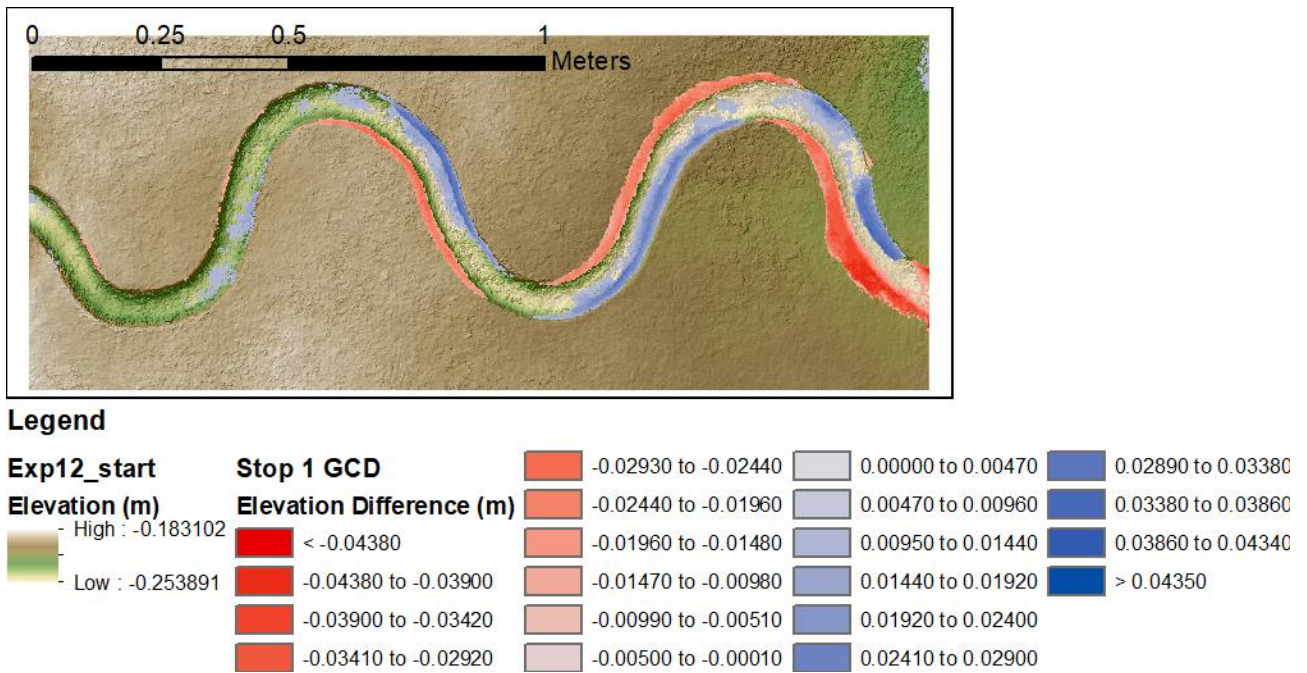 0 0.25 0.5 1
Meters
Legend
Exp12_start
Elevation (m)
High : -0.183102
Low : -0.253891
Stop 1 GCD
Elevation Difference (m)
< -0.04380
-0.04380 to -0.03900
-0.03900 to -0.03420
-0.03410 to -0.02920
-0.02930 to -0.02440
-0.02440 to -0.01960
-0.01960 to -0.01480
-0.01470 to -0.00980
-0.00990 to -0.00510
-0.00500 to -0.00010
0.00000 to 0.00470
0.00470 to 0.00960
0.00950 to 0.01440
0.01440 to 0.01920
0.01920 to 0.02400
0.02410 to 0.02900
0.02890 to 0.03380
0.03380 to 0.03860
0.03860 to 0.04340
> 0.04350